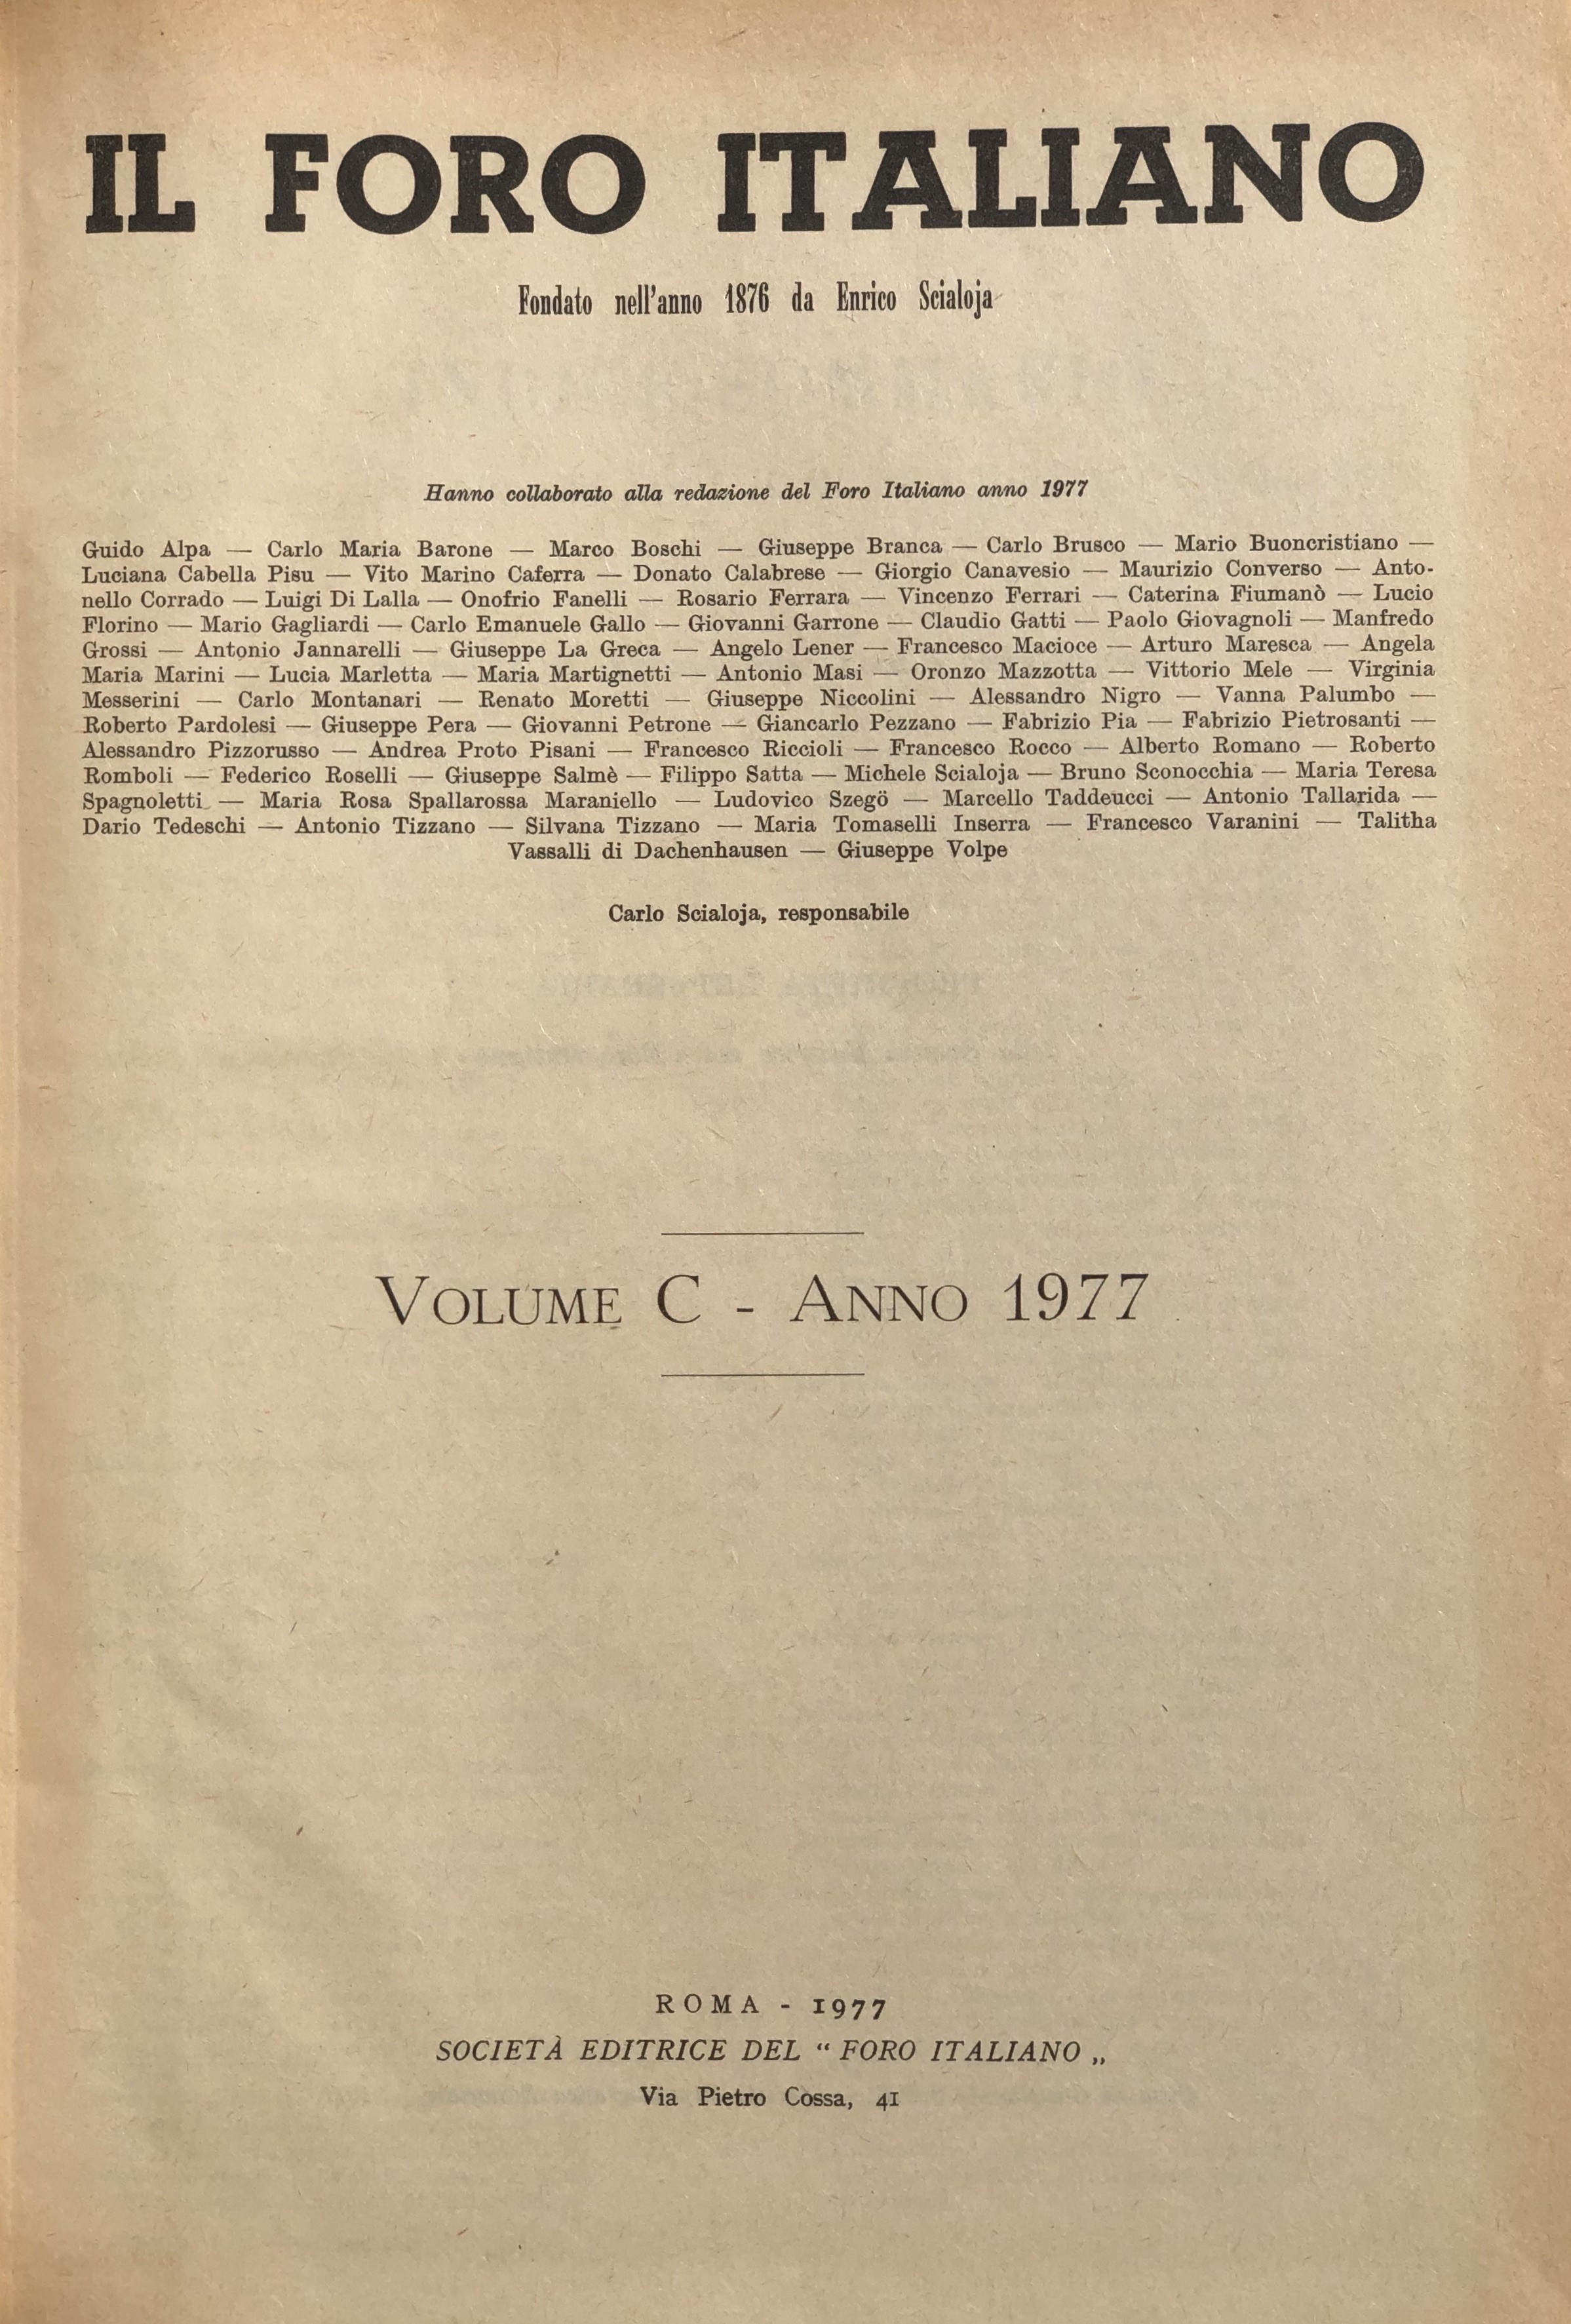 IL FORO ITALIANO
Fondato nell'anno 1876 da Enrico Scialoja
Hanno collaborato alla redazione del Foro Italiano anno 1977
Guido Alpa — Carlo Maria Barone — Marco Boschi — Giuseppe Branca — Carlo Brusco — Mario Buoncristiano —
Luciana Cabella Pisu — Vito Marino Caferra — Donato Calabrese — Giorgio Canavesio — Maurizio Converso — Anto-
nello Corrado — Luigi Di Lalla — Onofrio Fanelli — Rosario Ferrara — Vincenzo Ferrari — Caterina Fiumanò — Lucio
Florino — Mario Gagliardi — Carlo Emanuele Gallo — Giovanni Garrone — Claudio Gatti — Paolo Giovagnoli — Manfredo
Grossi — Antonio Jannarelli — Giuseppe La Greca — Angelo Lener — Francesco Macioce — Arturo Maresca — Angela
Maria Marini — Lucia Marletta — Maria Martignetti — Antonio Masi — Oronzo Mazzotta — Vittorio Mele — Virginia
Messerini — Carlo Montanari — Renato Moretti — Giuseppe Niccolini — Alessandro Nigro — Vanna Palumbo —
Roberto Pardolesi — Giuseppe Pera — Giovanni Petrone — Giancarlo Pezzano — Fabrizio Pia — Fabrizio Pietrosanti —
Alessandro Pizzorusso — Andrea Proto Pisani — Francesco Riccioli — Francesco Rocco — Alberto Romano — Roberto
Romboli — Federico Roselli — Giuseppe Salmè — Filippo Satta — Michele Scialoja — Bruno Sconocchia — Maria Teresa
Spagnoletti — Maria Rosa Spallarossa Maraniello — Ludovico Szegö — Marcello Taddeucci — Antonio Tallarida —
Dario Tedeschi — Antonio Tizzano — Silvana Tizzano — Maria Tomaselli Inserra — Francesco Varanini — Talitha
Vassalli di Dachenhausen — Giuseppe Volpe
Carlo Scialoja, responsabile
VOLUME C - ANNO 1977
ROMA - 1977
SOCIETÀ EDITRICE DEL “ FORO ITALIANO „
Via Pietro Cossa, 41